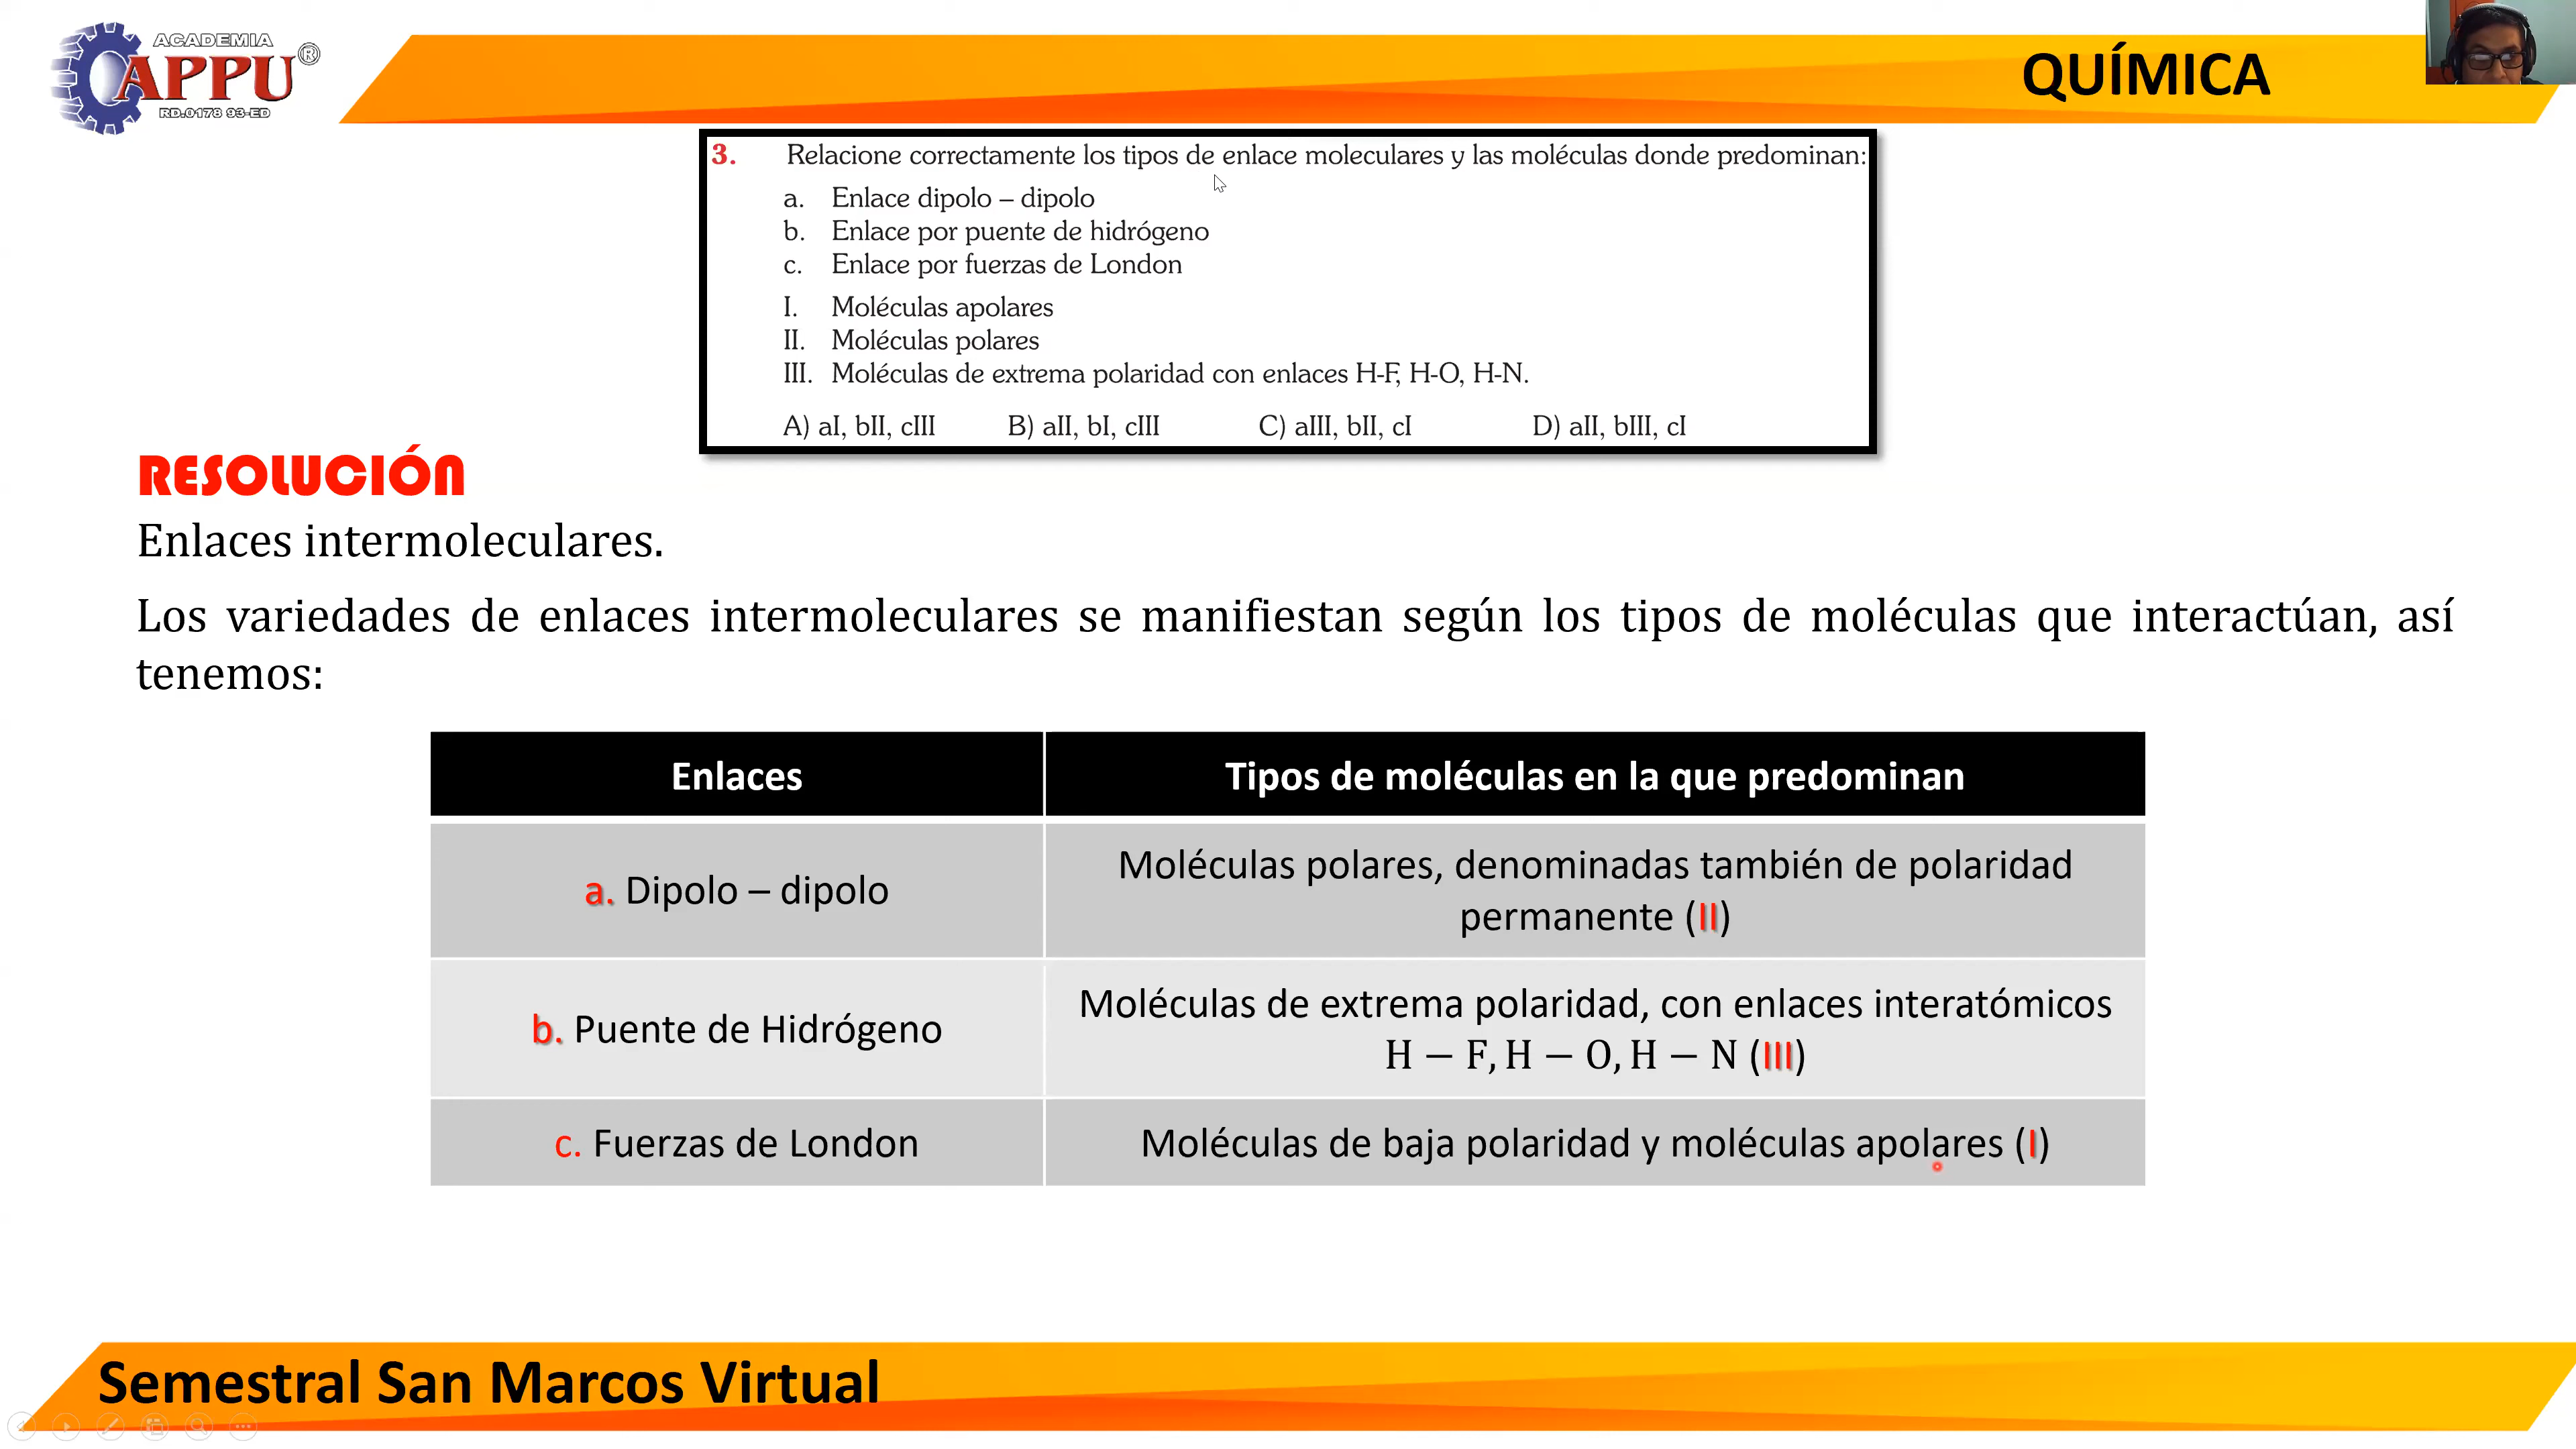 ACADEMIA
APPU®
RD.0178 93-ED
QUÍMICA
3. Relacione correctamente los tipos de enlace moleculares y las moléculas donde predominan:
a. Enlace dipolo – dipolo
b. Enlace por puente de hidrógeno
c. Enlace por fuerzas de London
I. Moléculas apolares
II. Moléculas polares
III. Moléculas de extrema polaridad con enlaces H-F, H-O, H-N.
A) aI, bII, cIII B) aII, bI, cIII C) aIII, bII, cI D) aII, bIII, cI
RESOLUCIÓN
Enlaces intermoleculares.
Los variedades de enlaces intermoleculares se manifiestan según los tipos de moléculas que interactúan, así
tenemos:
Enlaces Tipos de moléculas en la que predominan
a. Dipolo – dipolo
Moléculas polares, denominadas también de polaridad
permanente (II)
b. Puente de Hidrógeno
Moléculas de extrema polaridad, con enlaces interatómicos
H − F, H − O, H − N (III)
c. Fuerzas de London
Moléculas de baja polaridad y moléculas apolares (I)
Semestral San Marcos Virtual